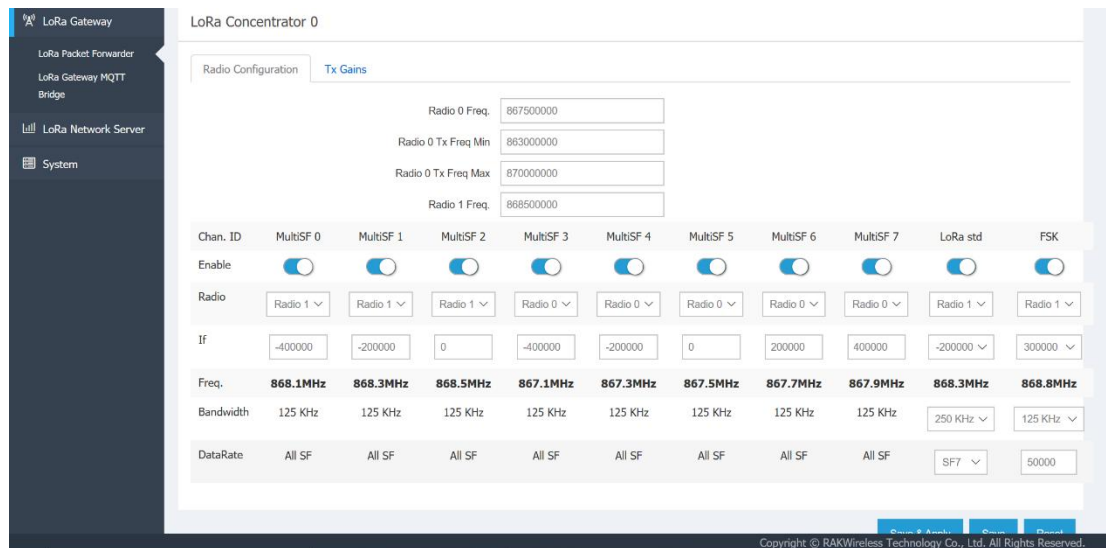 LoRa Gateway
LoRa Packet Forwarder
LoRa Gateway MQTT
Bridge
LoRa Network Server
System
LoRa Concentrator 0
Radio Configuration Tx Gains
Radio 0 Freq. 867500000
Radio 0 Tx Freq Min 863000000
Radio 0 Tx Freq Max 870000000
Radio 1 Freq. 868500000
Chan. ID MultiSF 0 MultiSF 1 MultiSF 2 MultiSF 3 MultiSF 4 MultiSF 5 MultiSF 6 MultiSF 7 LoRa std FSK
Enable
Radio Radio 1 Radio 1 Radio 1 Radio 0 Radio 0 Radio 0 Radio 0 Radio 0 Radio 1 Radio 1
If -400000 -200000 0 -400000 -200000 0 200000 400000 -200000 300000
Freq. 868.1MHz 868.3MHz 868.5MHz 867.1MHz 867.3MHz 867.5MHz 867.7MHz 867.9MHz 868.3MHz 868.8MHz
Bandwidth 125 KHz 125 KHz 125 KHz 125 KHz 125 KHz 125 KHz 125 KHz 125 KHz 250 KHz 125 KHz
DataRate All SF All SF All SF All SF All SF All SF All SF All SF SF7 50000
Save & Apply Save Reset
Copyright © RAKWireless Technology Co., Ltd. All Rights Reserved.